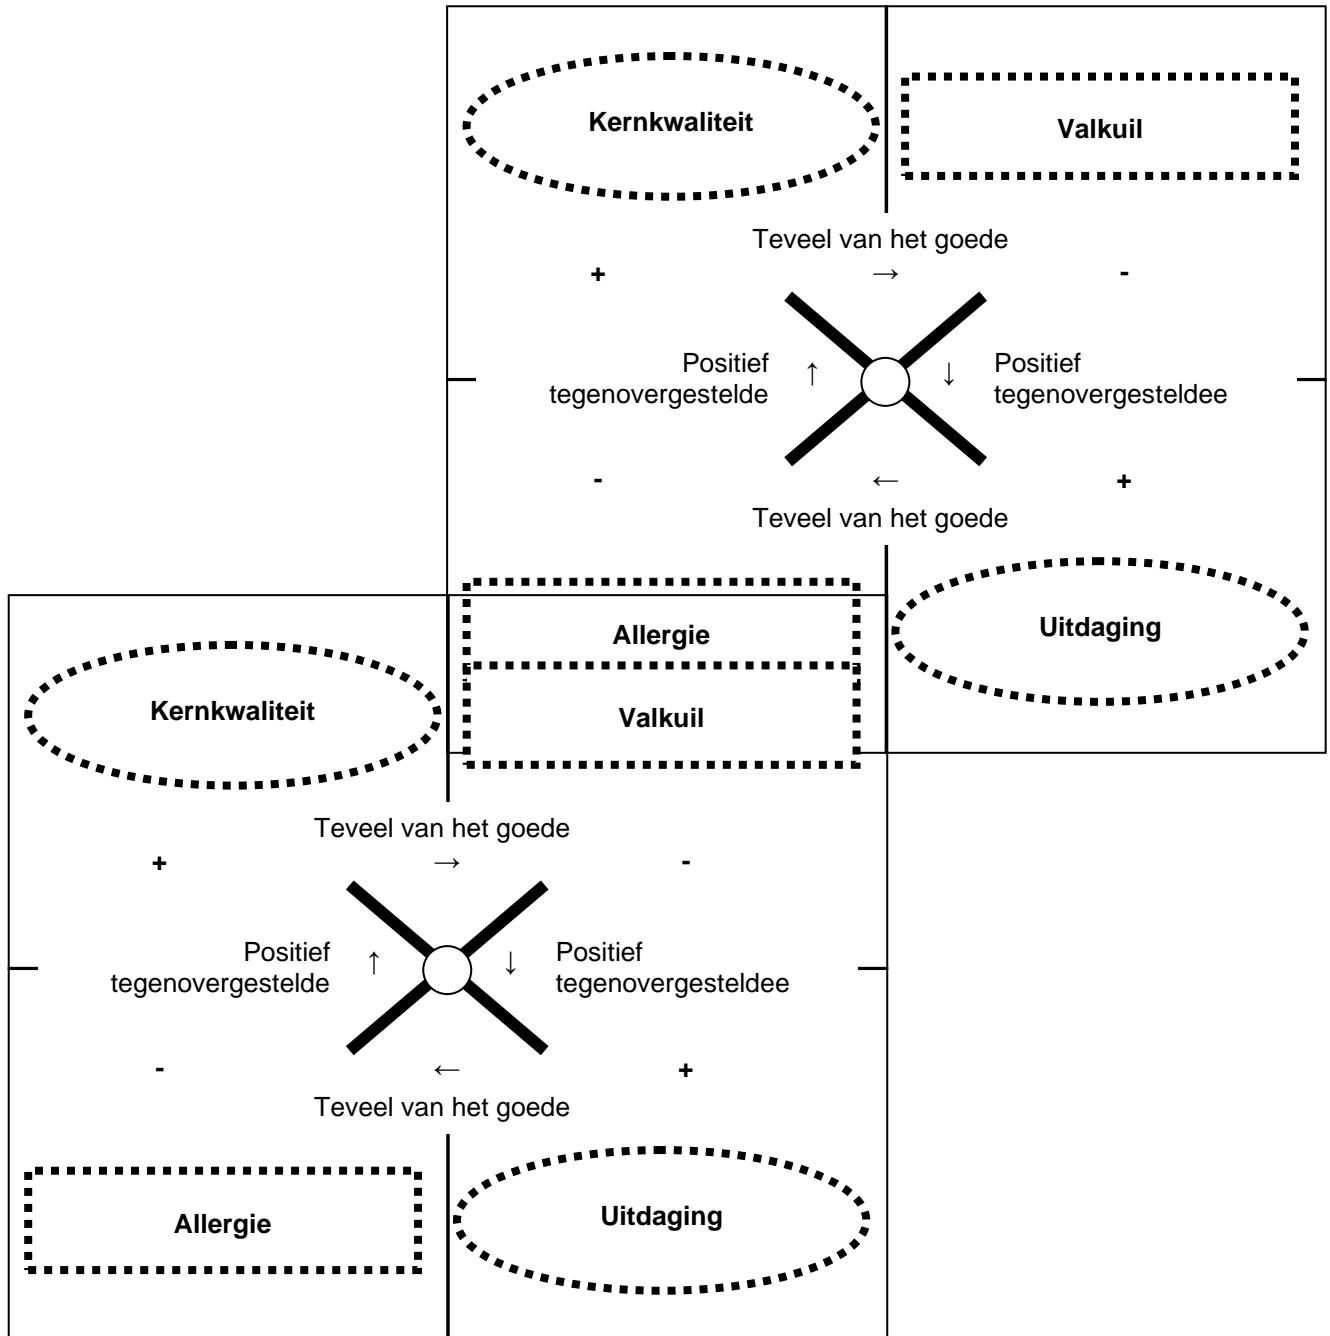 Kernkwaliteit
Valkuil
Teveel van het goede
+ → -
Positief ↑ ↓ Positief
tegenovergestelde tegenovergesteldee
- ← +
Teveel van het goede
Allergie
Uitdaging
Kernkwaliteit
Valkuil
Teveel van het goede
+ → -
Positief ↑ ↓ Positief
tegenovergestelde tegenovergesteldee
- ← +
Teveel van het goede
Allergie
Uitdaging